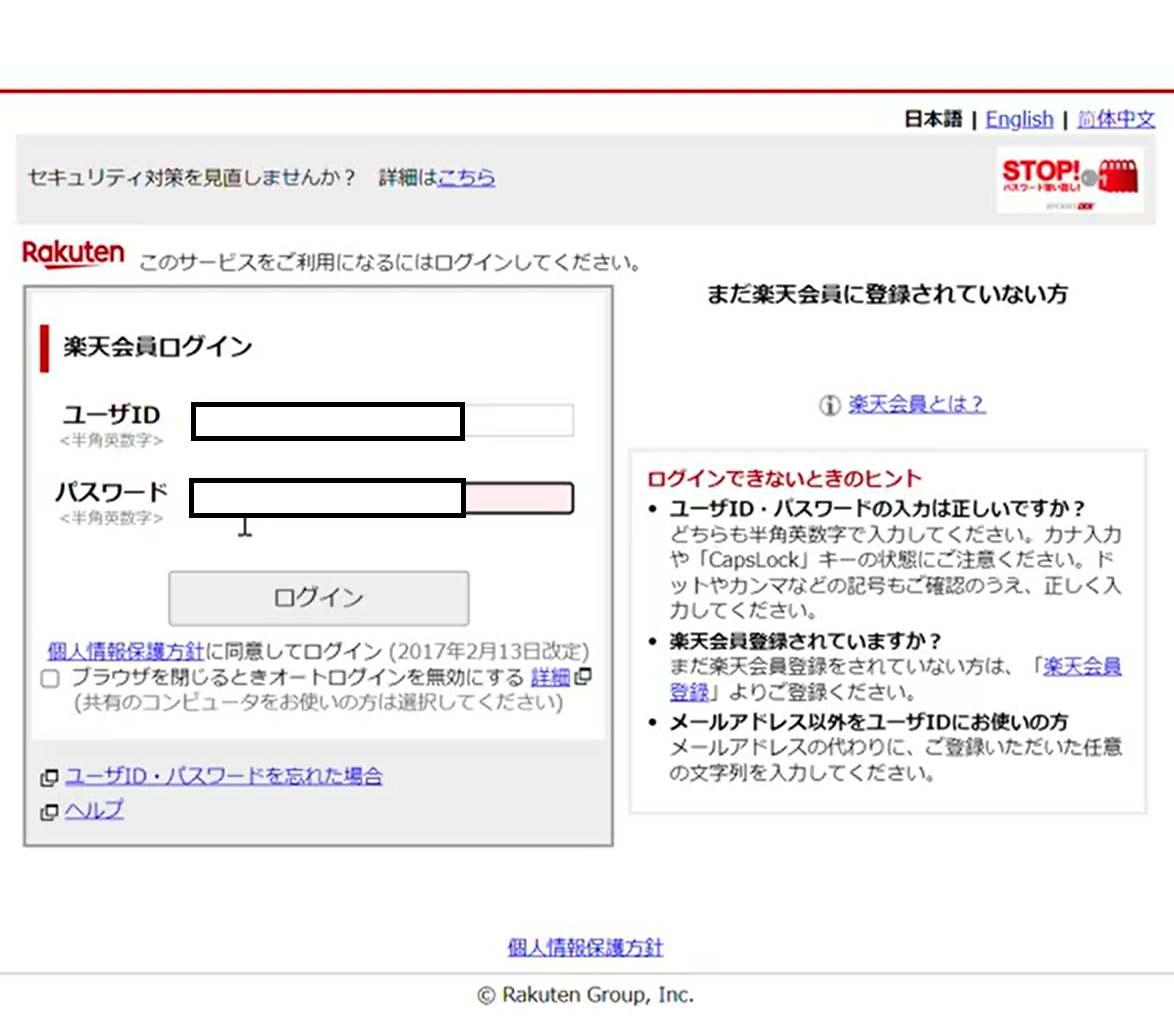 日本語 | English | 简体中文
セキュリティ対策を見直しませんか？ 詳細はこちら
STOP!
パスワード使い回し!
Rakuten このサービスをご利用になるにはログインしてください。
楽天会員ログイン
ユーザID
<半角英数字>
パスワード
<半角英数字>
ログイン
個人情報保護方針に同意してログイン (2017年2月13日改定)
ブラウザを閉じるときオートログインを無効にする 詳細
(共有のコンピュータをお使いの方は選択してください)
ユーザID・パスワードを忘れた場合
ヘルプ
まだ楽天会員に登録されていない方
楽天会員とは？
ログインできないときのヒント
• ユーザID・パスワードの入力は正しいですか？
どちらも半角英数字で入力してください。カナ入力
や「CapsLock」キーの状態にご注意ください。ド
ットやカンマなどの記号もご確認のうえ、正しく入
力してください。
• 楽天会員登録されていますか？
まだ楽天会員登録をされていない方は、「楽天会員
登録」よりご登録ください。
• メールアドレス以外をユーザIDにお使いの方
メールアドレスの代わりに、ご登録いただいた任意
の文字列を入力してください。
個人情報保護方針
© Rakuten Group, Inc.